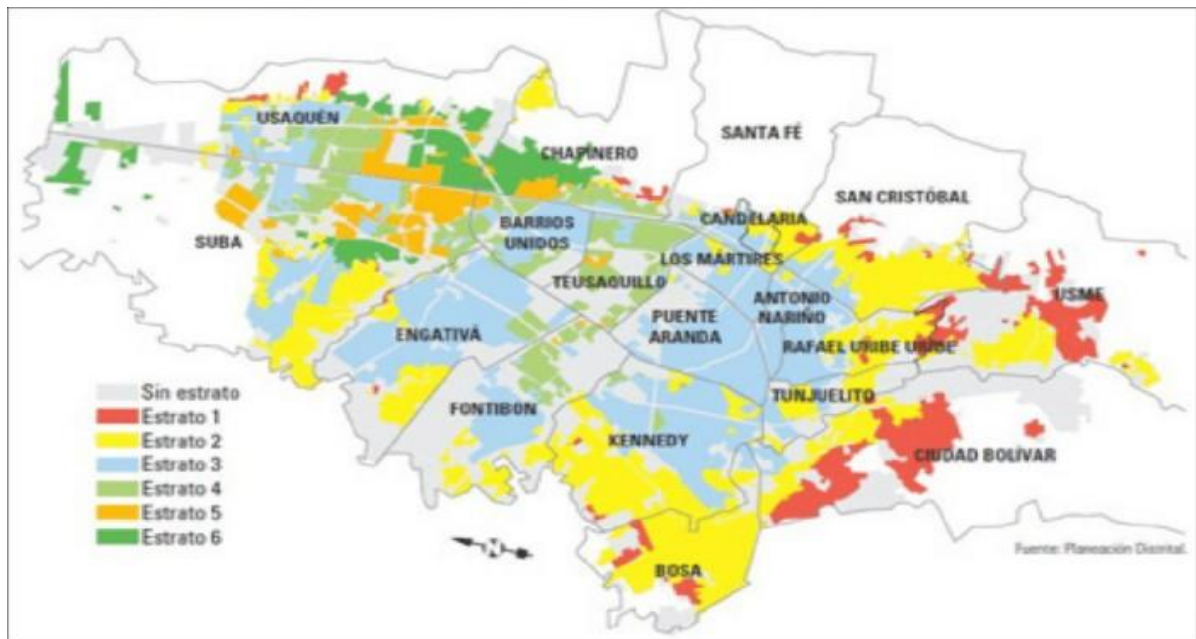 USAQUÉN
SANTA FÉ
CHAPINERO
SAN CRISTÓBAL
CANDELARIA
BARRIOS
UNIDOS
SUBA
LOS MÁRTIRES
TEUSAQUILLO
USME
ANTONIO
NARIÑO
PUENTE
ARANDA
ENGATIVÁ
RAFAEL URIBE URIBE
TUNJUELITO
FONTIBON
KENNEDY
CIUDAD BOLÍVAR
BOSA
Sin estrato
Estrato 1
Estrato 2
Estrato 3
Estrato 4
Estrato 5
Estrato 6
N
Fuente: Planeación Distrital.